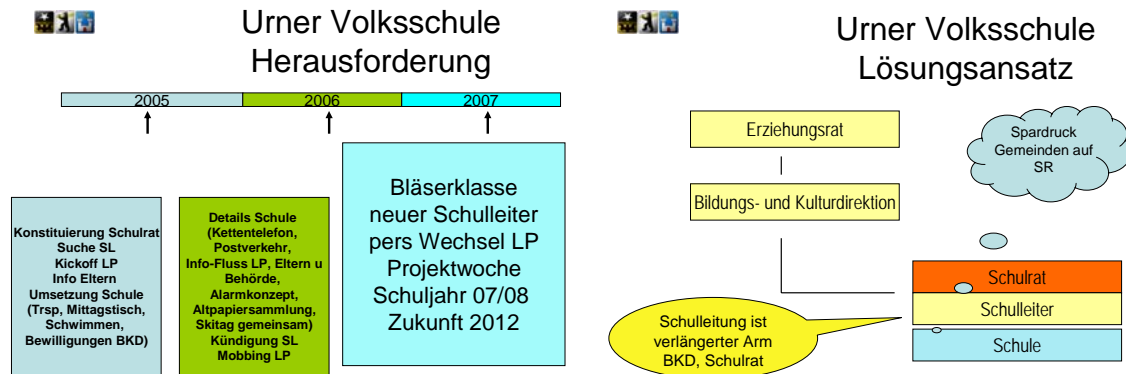 Urner Volksschule
Herausforderung
2005
2006
2007
Konstituierung Schulrat
Suche SL
Kickoff LP
Info Eltern
Umsetzung Schule
(Trsp, Mittagstisch,
Schwimmen,
Bewilligungen BKD)
Details Schule
(Kettentelefon,
Postverkehr,
Info-Fluss LP, Eltern u
Behörde,
Alarmkonzept,
Altpapiersammlung,
Skitag gemeinsam)
Kündigung SL
Mobbing LP
Bläserklasse
neuer Schulleiter
pers Wechsel LP
Projektwoche
Schuljahr 07/08
Zukunft 2012
Urner Volksschule
Lösungsansatz
Erziehungsrat
Bildungs- und Kulturdirektion
Spardruck
Gemeinden auf
SR
Schulrat
Schulleiter
Schule
Schulleitung ist
verlängerter Arm
BKD, Schulrat